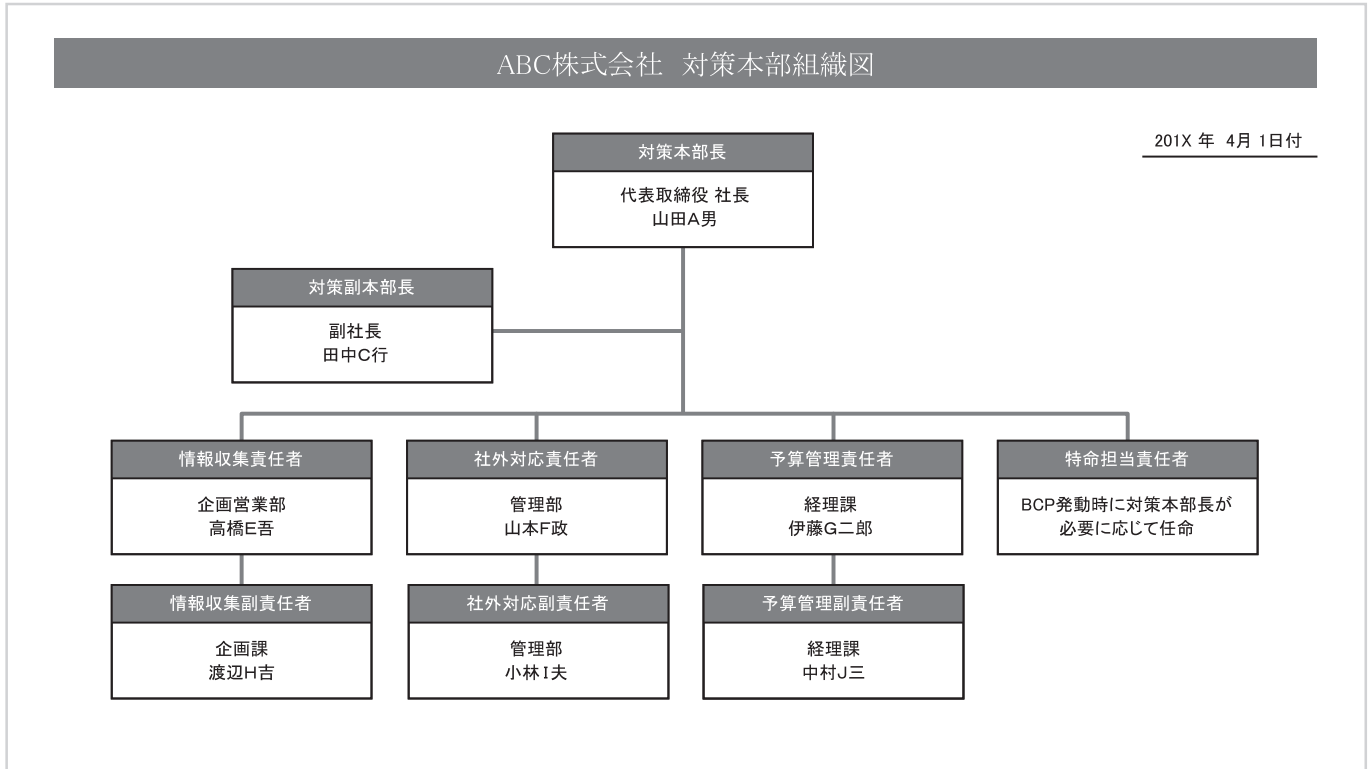 ABC株式会社 対策本部組織図
201X 年 4月 1日付
対策本部長
代表取締役 社長
山田A男
対策副本部長
副社長
田中C行
情報収集責任者
企画営業部
高橋E吾
社外対応責任者
管理部
山本F政
予算管理責任者
経理課
伊藤G二郎
特命担当責任者
BCP発動時に対策本部長が
必要に応じて任命
情報収集副責任者
企画課
渡辺H吉
社外対応副責任者
管理部
小林I夫
予算管理副責任者
経理課
中村J三